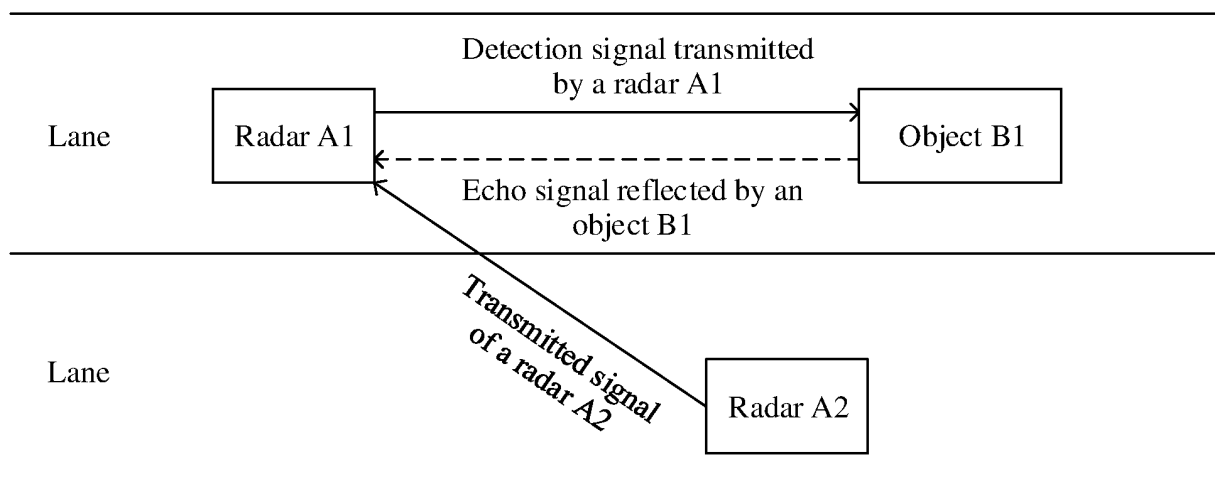 Detection signal transmitted
by a radar A1
Lane
Radar A1
Object B1
Echo signal reflected by an
object B1
Transmitted signal
of a radar A2
Lane
Radar A2